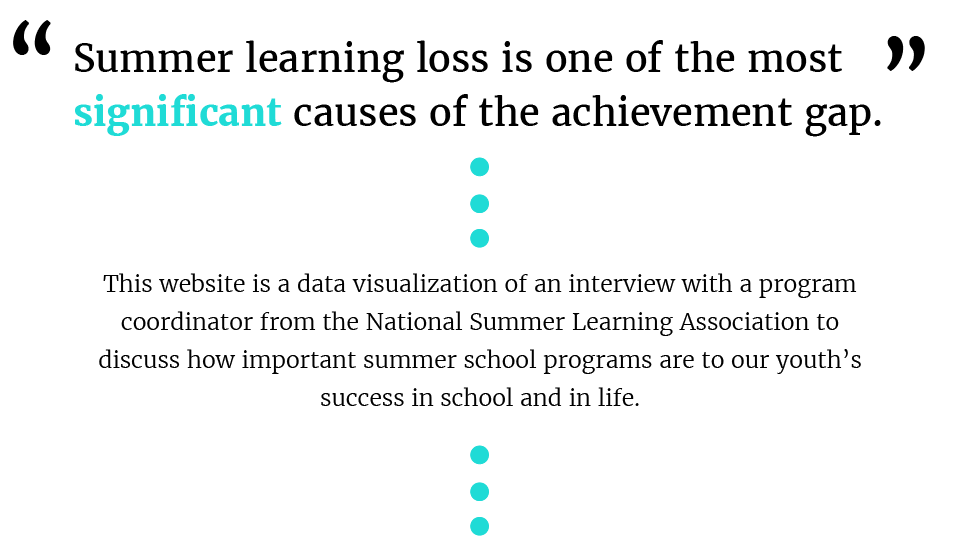 “ Summer learning loss is one of the most ”
significant causes of the achievement gap.
This website is a data visualization of an interview with a program
coordinator from the National Summer Learning Association to
discuss how important summer school programs are to our youth’s
success in school and in life.